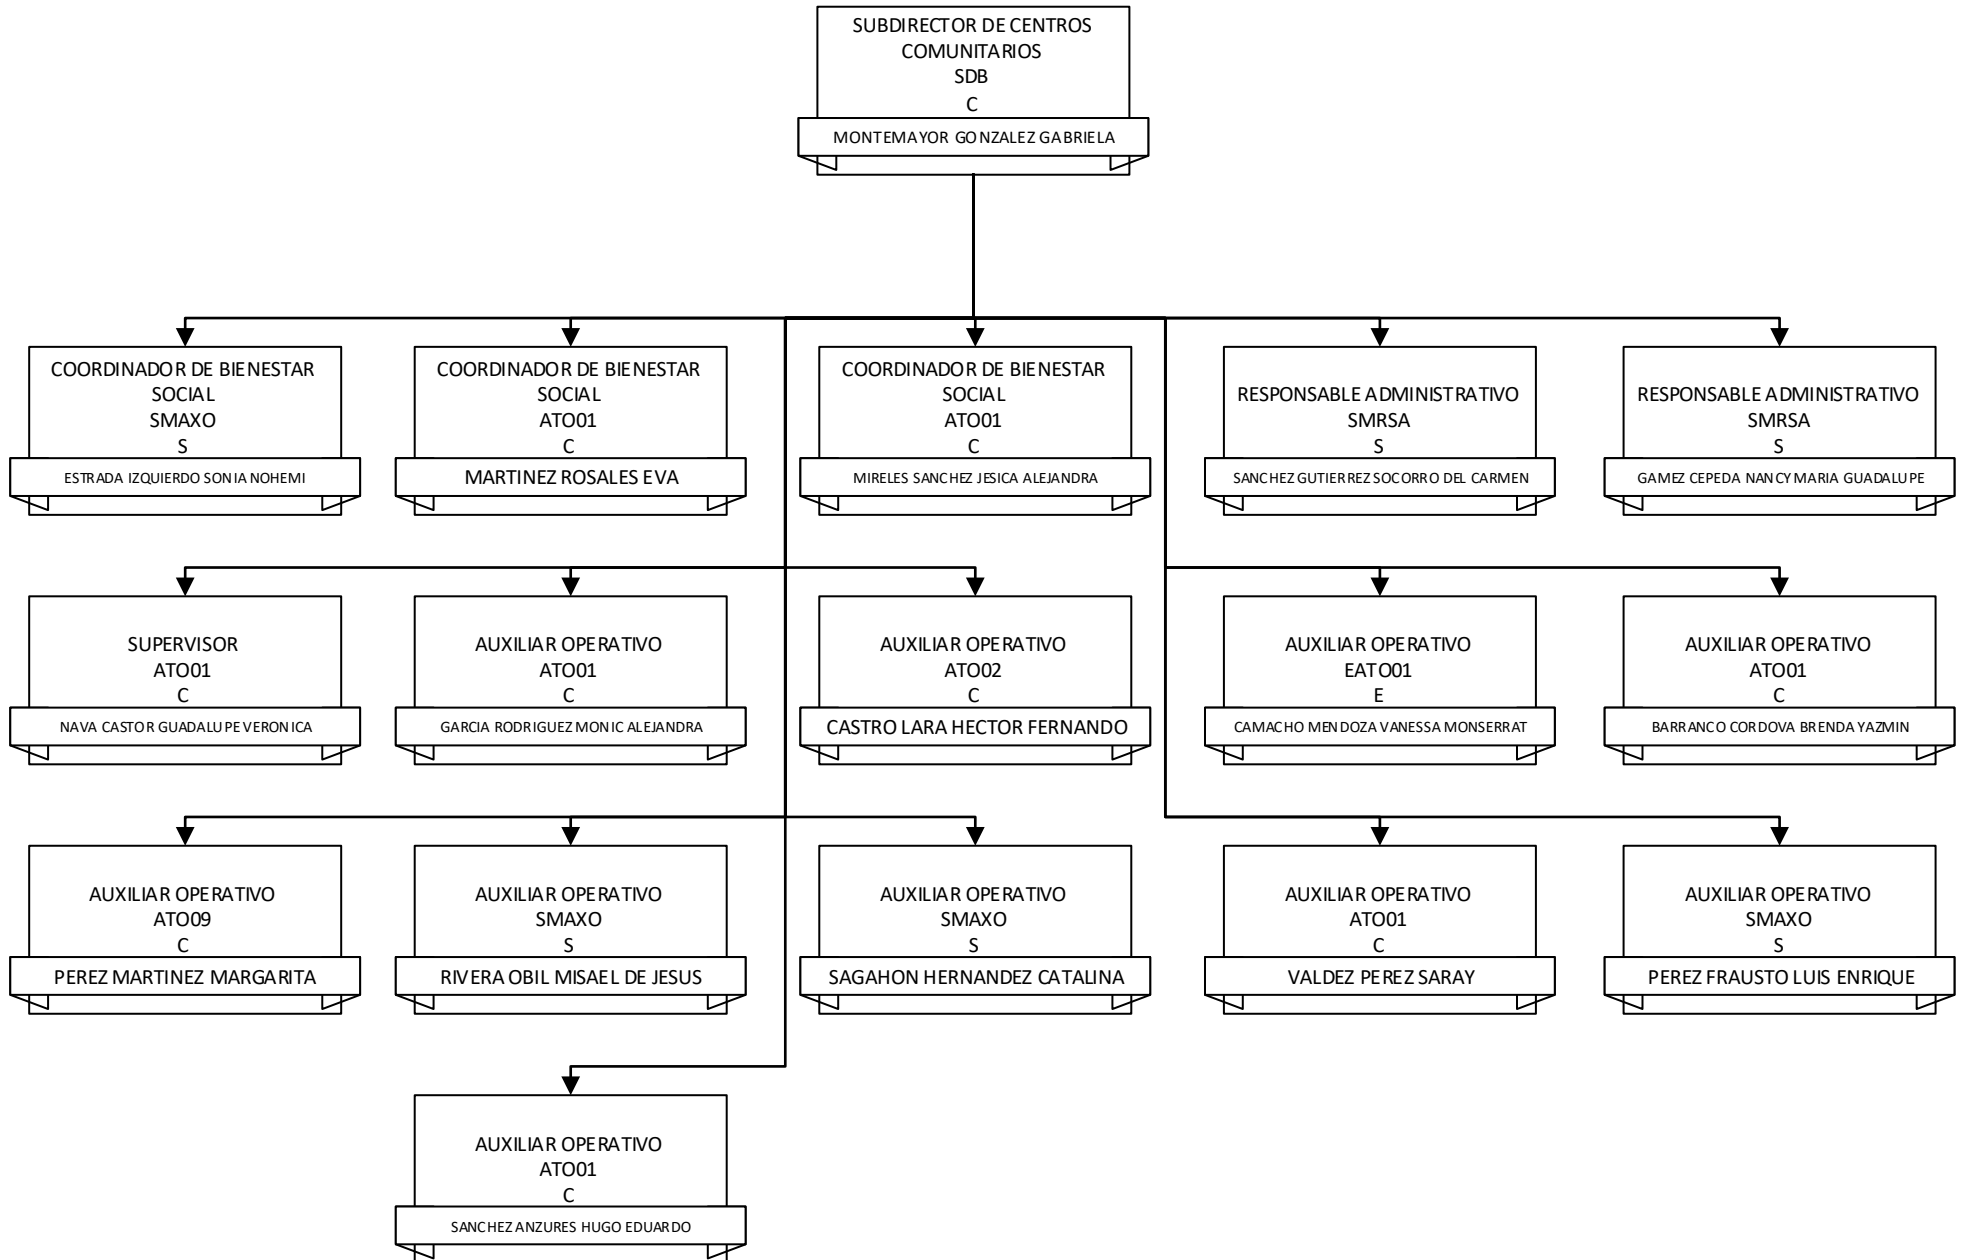 SUBDIRECTOR DE CENTROS
COMUNITARIOS
SDB
C
MONTEMAYOR GONZALEZ GABRIELA
COORDINADOR DE BIENESTAR
SOCIAL
SMAXO
S
ESTRADA IZQUIERDO SONIA NOHEMI
COORDINADOR DE BIENESTAR
SOCIAL
ATO01
C
MARTINEZ ROSALES EVA
COORDINADOR DE BIENESTAR
SOCIAL
ATO01
C
MIRELES SANCHEZ JESICA ALEJANDRA
RESPONSABLE ADMINISTRATIVO
SMRSA
S
SANCHEZ GUTIERREZ SOCORRO DEL CARMEN
RESPONSABLE ADMINISTRATIVO
SMRSA
S
GAMEZ CEPEDA NANCY MARIA GUADALUPE
SUPERVISOR
ATO01
C
NAVA CASTOR GUADALUPE VERONICA
AUXILIAR OPERATIVO
ATO01
C
GARCIA RODRIGUEZ MONIC ALEJANDRA
AUXILIAR OPERATIVO
ATO02
C
CASTRO LARA HECTOR FERNANDO
AUXILIAR OPERATIVO
EATO01
E
CAMACHO MENDOZA VANESSA MONSERRAT
AUXILIAR OPERATIVO
ATO01
C
BARRANCO CORDOVA BRENDA YAZMIN
AUXILIAR OPERATIVO
ATO09
C
PEREZ MARTINEZ MARGARITA
AUXILIAR OPERATIVO
SMAXO
S
RIVERA OBIL MISAEL DE JESUS
AUXILIAR OPERATIVO
SMAXO
S
SAGAHON HERNANDEZ CATALINA
AUXILIAR OPERATIVO
ATO01
C
VALDEZ PEREZ SARAY
AUXILIAR OPERATIVO
SMAXO
S
PEREZ FRAUSTO LUIS ENRIQUE
AUXILIAR OPERATIVO
ATO01
C
SANCHEZ ANZURES HUGO EDUARDO